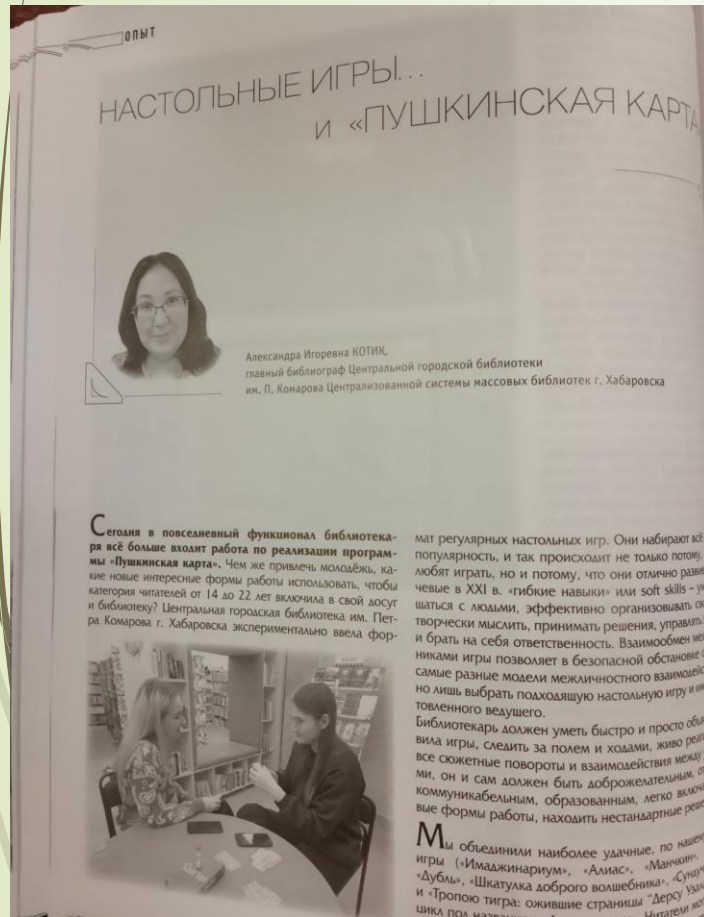 ОПЫТ
НАСТОЛЬНЫЕ ИГРЫ...
И «ПУШКИНСКАЯ КАРТА
Александра Игоревна КОТИК,
главный библиограф Центральной городской библиотеки
им. П. Комарова Централизованной системы массовых библиотек г. Хабаровска
Сегодня в повседневный функционал библиотека-
ря всё больше входит работа по реализации програм-
мы «Пушкинская карта». Чем же привлечь молодёжь, ка-
кие новые интересные формы работы использовать, чтобы
категория читателей от 14 до 22 лет включила в свой досуг
и библиотеку? Центральная городская библиотека им. Пет-
ра Комарова г. Хабаровска экспериментально ввела фор-
мат регулярных настольных игр. Они набирают всё
популярность, и так происходит не только потому,
любят играть, но и потому, что они отлично
чевые в XXI в. «гибкие навыки» или soft skills –
шаться с людьми, эффективно организовывать
творчески мыслить, принимать решения, управлять
и брать на себя ответственность. Взаимообмен
никами игры позволяет в безопасной обстановке
самые разные модели межличностного
но лишь выбрать подходящую настольную игру и
товленного ведущего.
Библиотекарь должен уметь быстро и просто
вила игры, следить за полем и ходами, живо
все сюжетные повороты и взаимодействия между
ми, он и сам должен быть доброжелательным,
коммуникабельным, образованным, легко
вые формы работы, находить нестандартные
Мы объединили наиболее удачные, по нашему
игры («Имаджинариум», «Алиас», «Манчкин»,
«Дубль», «Шкатулка доброго волшебника»,
и «Тропою тигра: ожившие страницы "Дерсу
цикл под Читатели